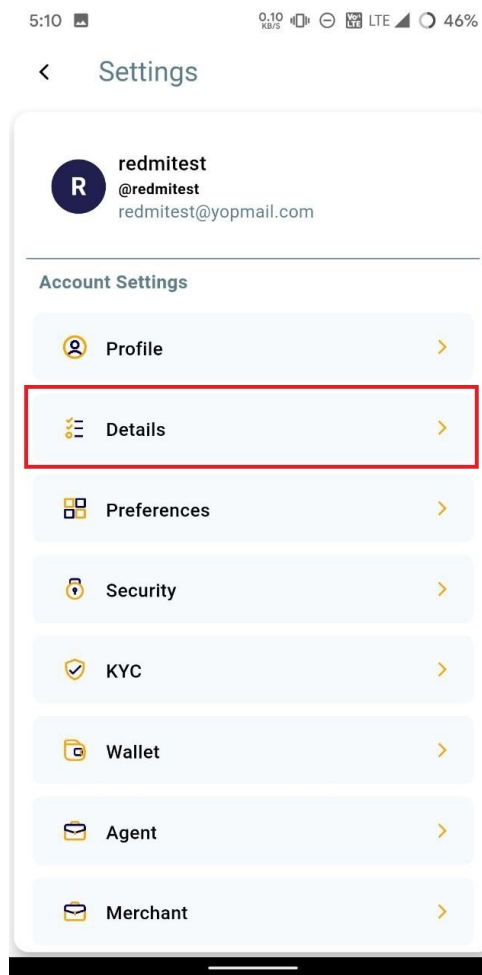 5:10 0.10 KB/S VoLTE LTE 46%
Settings
R
redmitest
@redmitest
redmitest@yopmail.com
Account Settings
Profile
Details
Preferences
Security
KYC
Wallet
Agent
Merchant